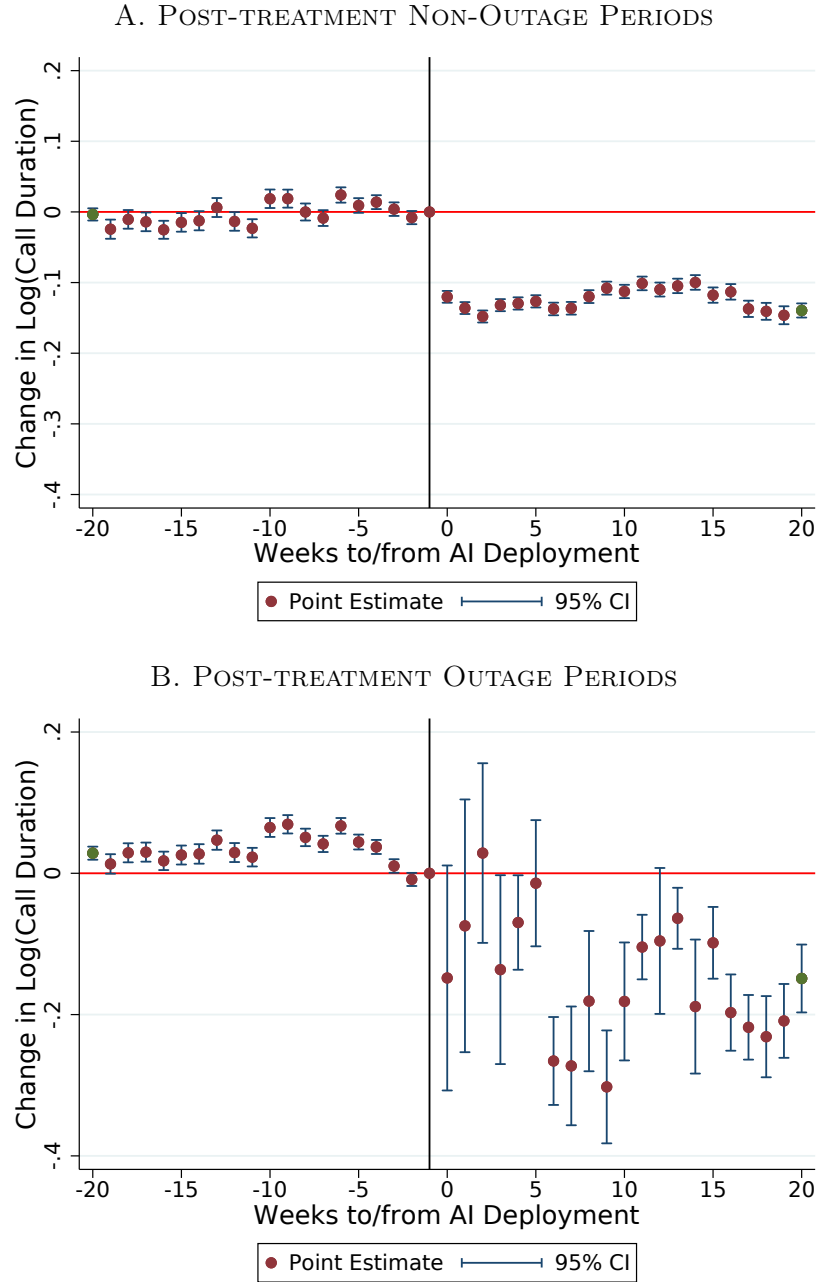 A. Post-treatment Non-Outage Periods
.2
.1
0
-.1
-.2
-.3
-.4
Change in Log(Call Duration)
-20 -15 -10 -5 0 5 10 15 20
Weeks to/from AI Deployment
Point Estimate 95% CI
B. Post-treatment Outage Periods
.2
0
-.2
-.4
Change in Log(Call Duration)
-20 -15 -10 -5 0 5 10 15 20
Weeks to/from AI Deployment
Point Estimate 95% CI